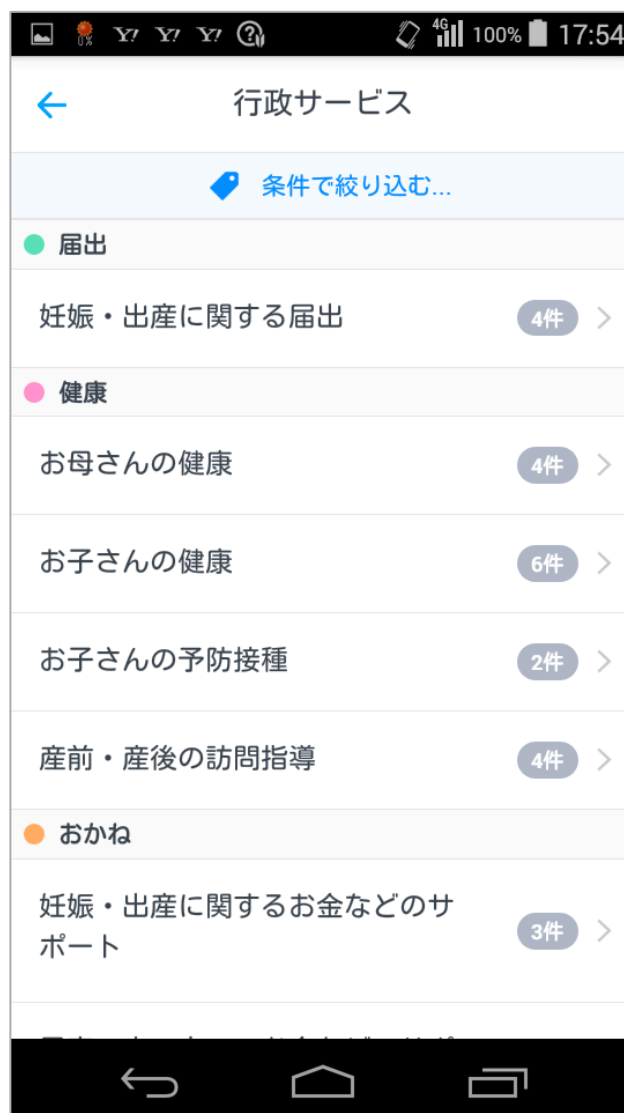 0% Y! Y! Y! 4G 100% 17:54
行政サービス
条件で絞り込む...
届出
妊娠・出産に関する届出 4件
健康
お母さんの健康 4件
お子さんの健康 6件
お子さんの予防接種 2件
産前・産後の訪問指導 4件
おかね
妊娠・出産に関するお金などのサ
ポート 3件